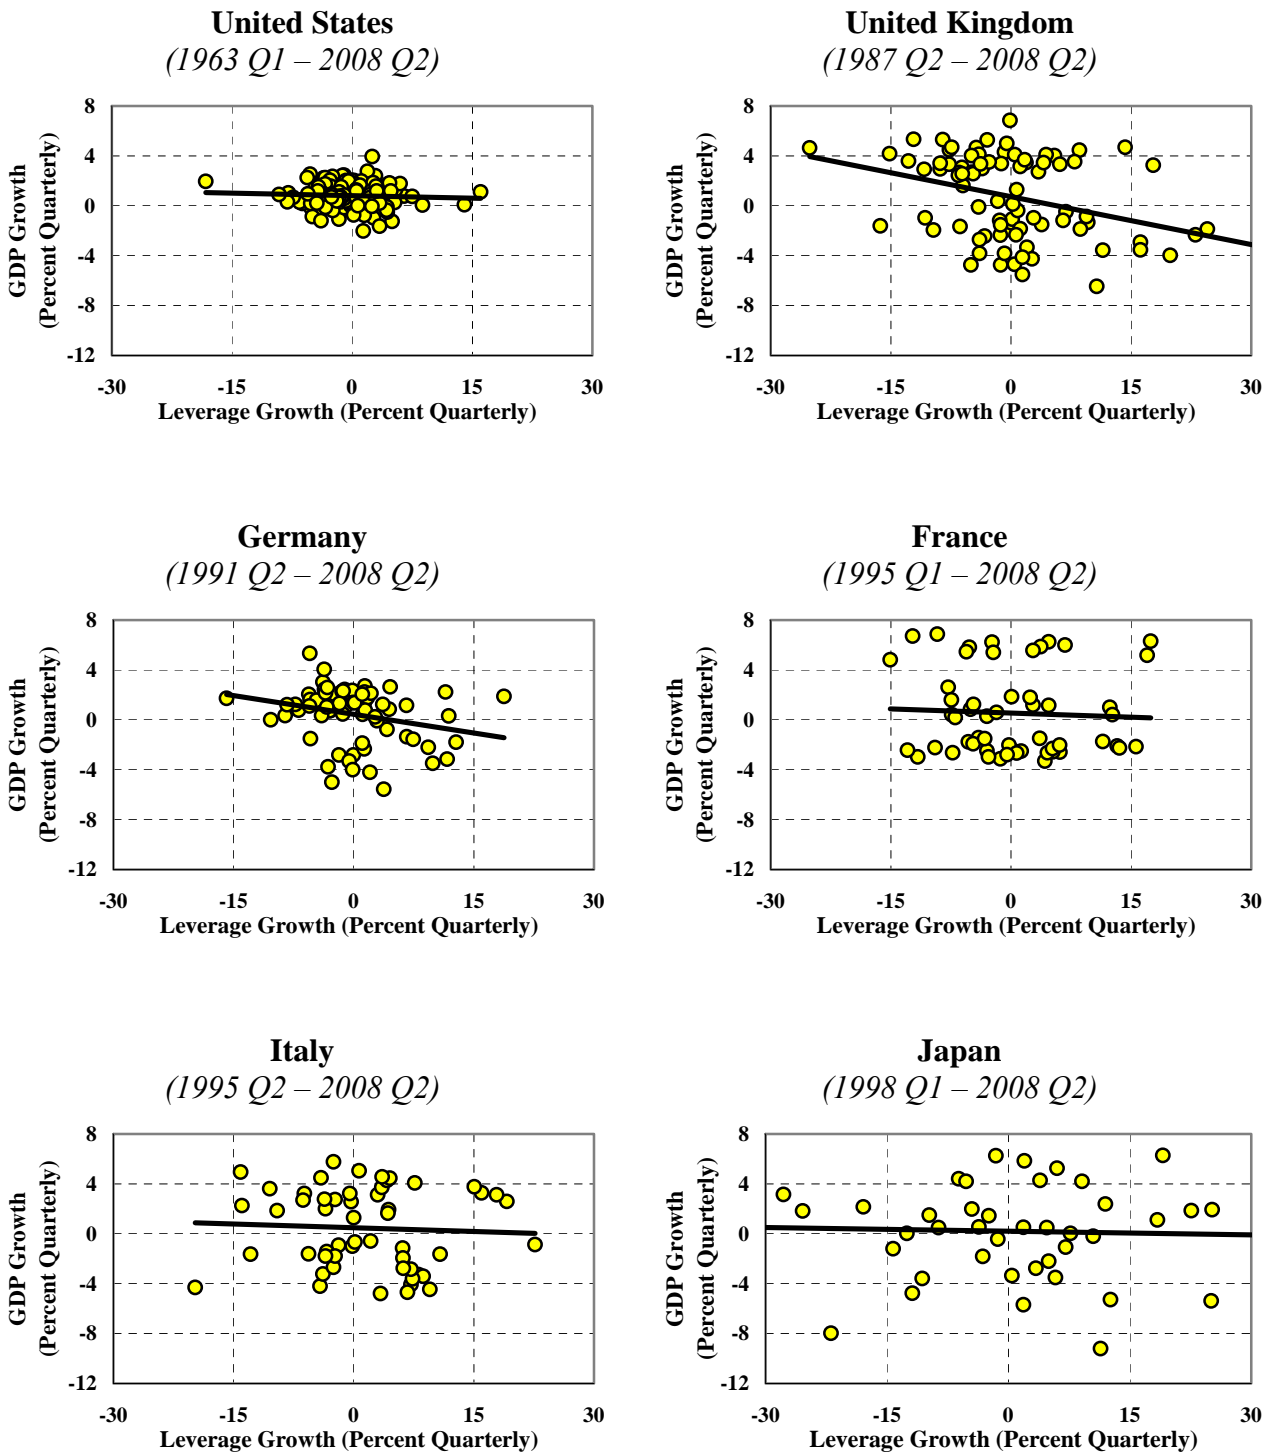 United States
(1963 Q1 – 2008 Q2)
GDP Growth
(Percent Quarterly)
8
4
0
-4
-8
-12
-30 -15 0 15 30
Leverage Growth (Percent Quarterly)
United Kingdom
(1987 Q2 – 2008 Q2)
GDP Growth
(Percent Quarterly)
8
4
0
-4
-8
-12
-30 -15 0 15 30
Leverage Growth (Percent Quarterly)
Germany
(1991 Q2 – 2008 Q2)
GDP Growth
(Percent Quarterly)
8
4
0
-4
-8
-12
-30 -15 0 15 30
Leverage Growth (Percent Quarterly)
France
(1995 Q1 – 2008 Q2)
GDP Growth
(Percent Quarterly)
8
4
0
-4
-8
-12
-30 -15 0 15 30
Leverage Growth (Percent Quarterly)
Italy
(1995 Q2 – 2008 Q2)
GDP Growth
(Percent Quarterly)
8
4
0
-4
-8
-12
-30 -15 0 15 30
Leverage Growth (Percent Quarterly)
Japan
(1998 Q1 – 2008 Q2)
GDP Growth
(Percent Quarterly)
8
4
0
-4
-8
-12
-30 -15 0 15 30
Leverage Growth (Percent Quarterly)